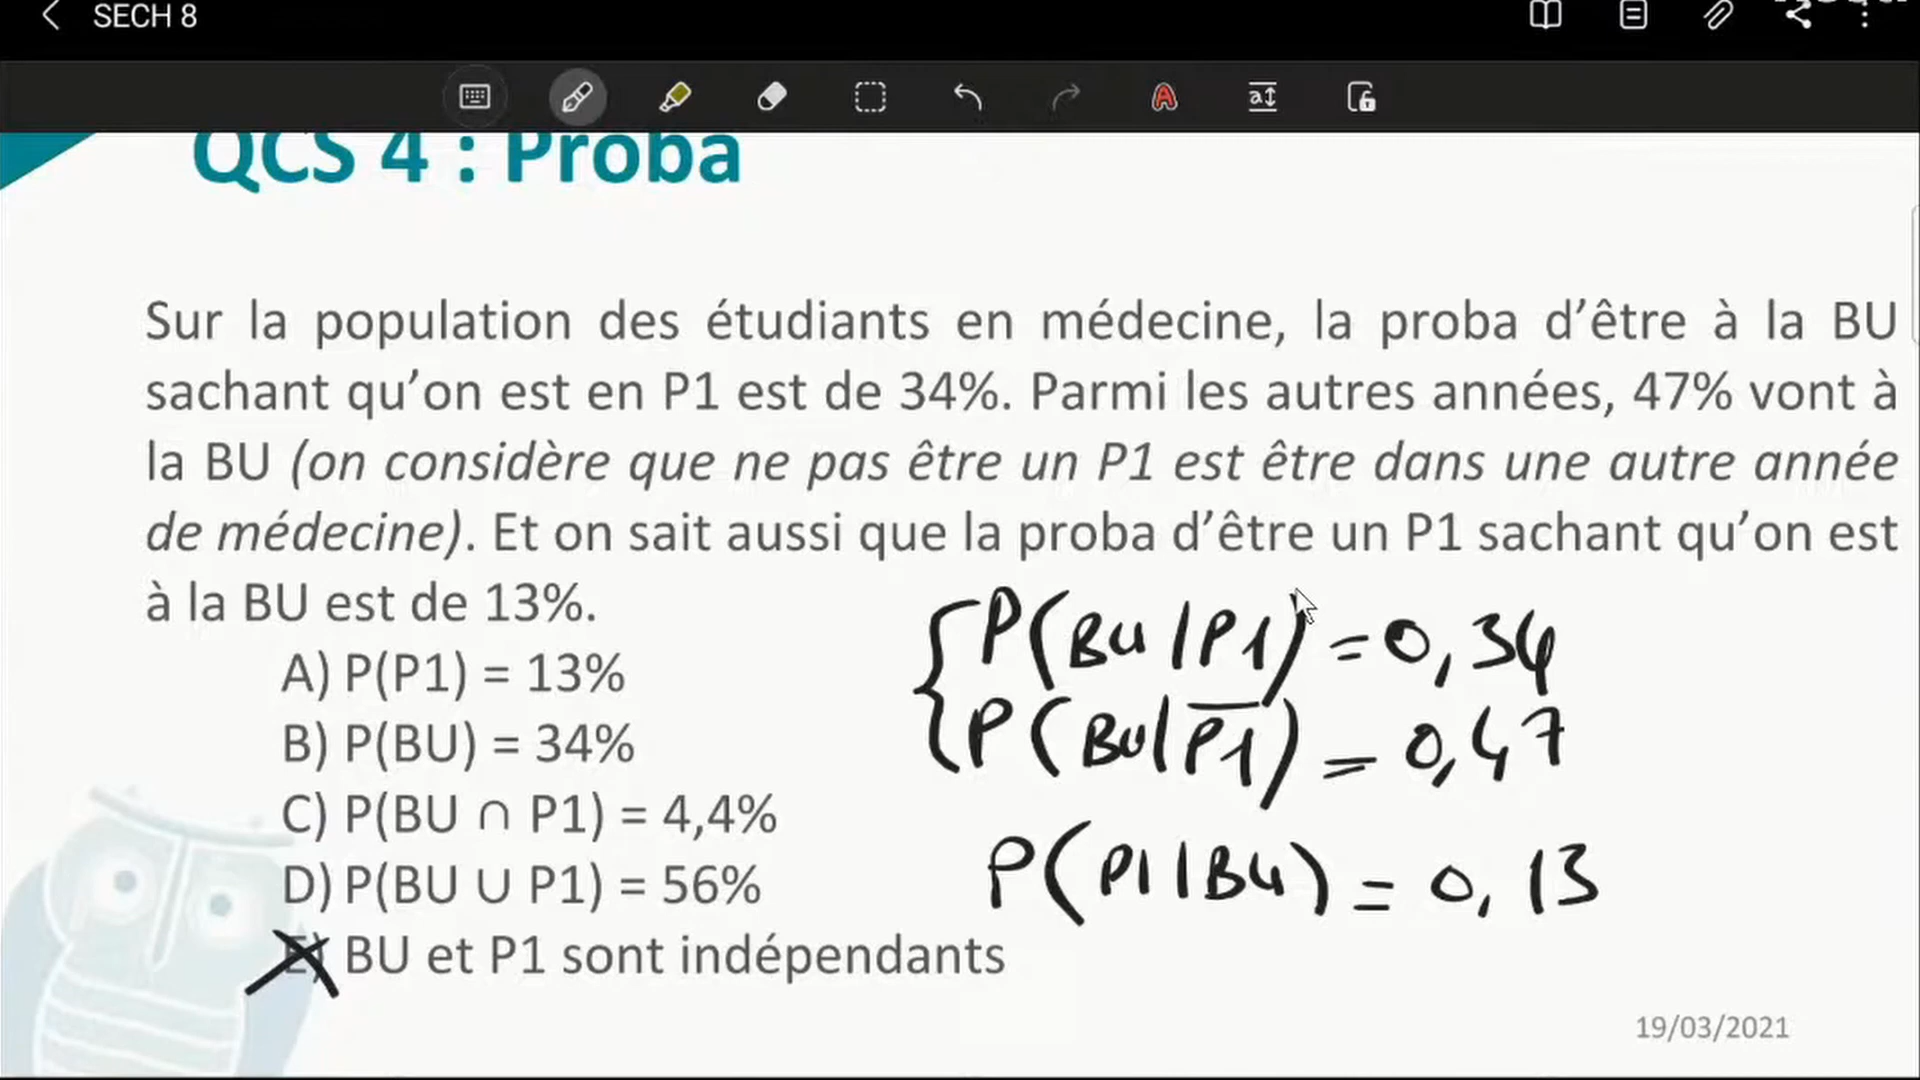 SECH 8
QCS 4 : Proba
Sur la population des étudiants en médecine, la proba d’être à la BU
sachant qu’on est en P1 est de 34%. Parmi les autres années, 47% vont à
la BU (on considère que ne pas être un P1 est être dans une autre année
de médecine). Et on sait aussi que la proba d’être un P1 sachant qu’on est
à la BU est de 13%.
A) P(P1) = 13%
B) P(BU) = 34%
C) P(BU ∩ P1) = 4,4%
D) P(BU ∪ P1) = 56%
E) BU et P1 sont indépendants
P(BU | P1) = 0,34
P(BU | P̅1̅) = 0,47
P(P1 | BU) = 0,13
19/03/2021